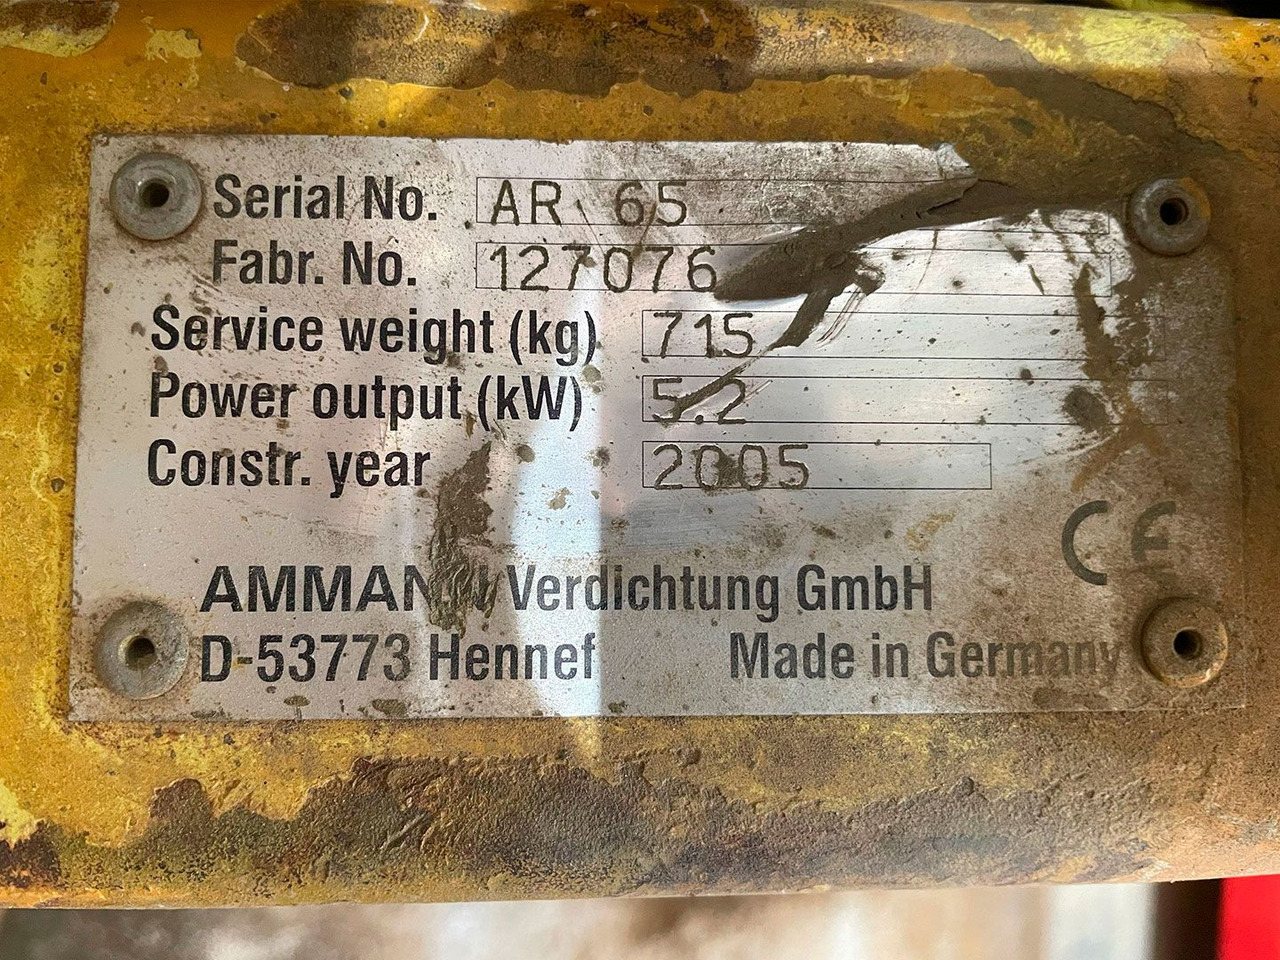 Serial No. AR 65
Fabr. No. 127076
Service weight (kg) 715
Power output (kW) 5.2
Constr. year 2005
CE
AMMANN Verdichtung GmbH
D-53773 Hennef Made in Germany